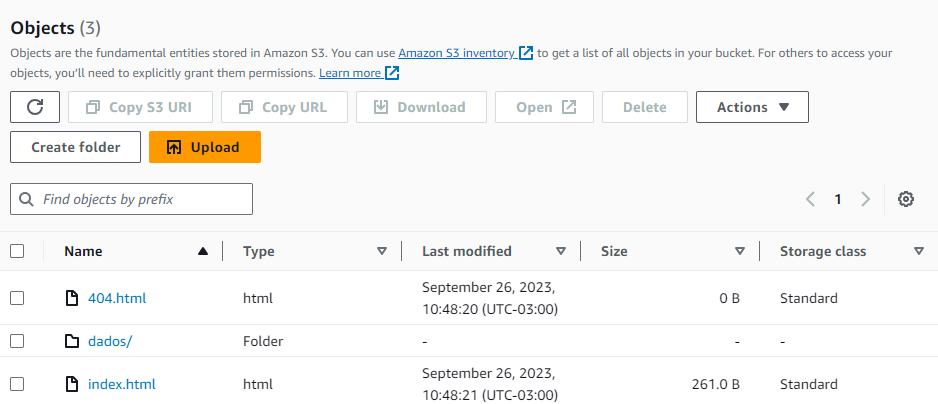 Objects (3)
Objects are the fundamental entities stored in Amazon S3. You can use Amazon S3 inventory to get a list of all objects in your bucket. For others to access your
objects, you'll need to explicitly grant them permissions. Learn more
Copy S3 URI Copy URL Download Open Delete Actions
Create folder Upload
Find objects by prefix 1
Name Type Last modified Size Storage class
404.html html September 26, 2023, 0 B Standard
10:48:20 (UTC-03:00)
dados/ Folder - - -
index.html html September 26, 2023, 261.0 B Standard
10:48:21 (UTC-03:00)